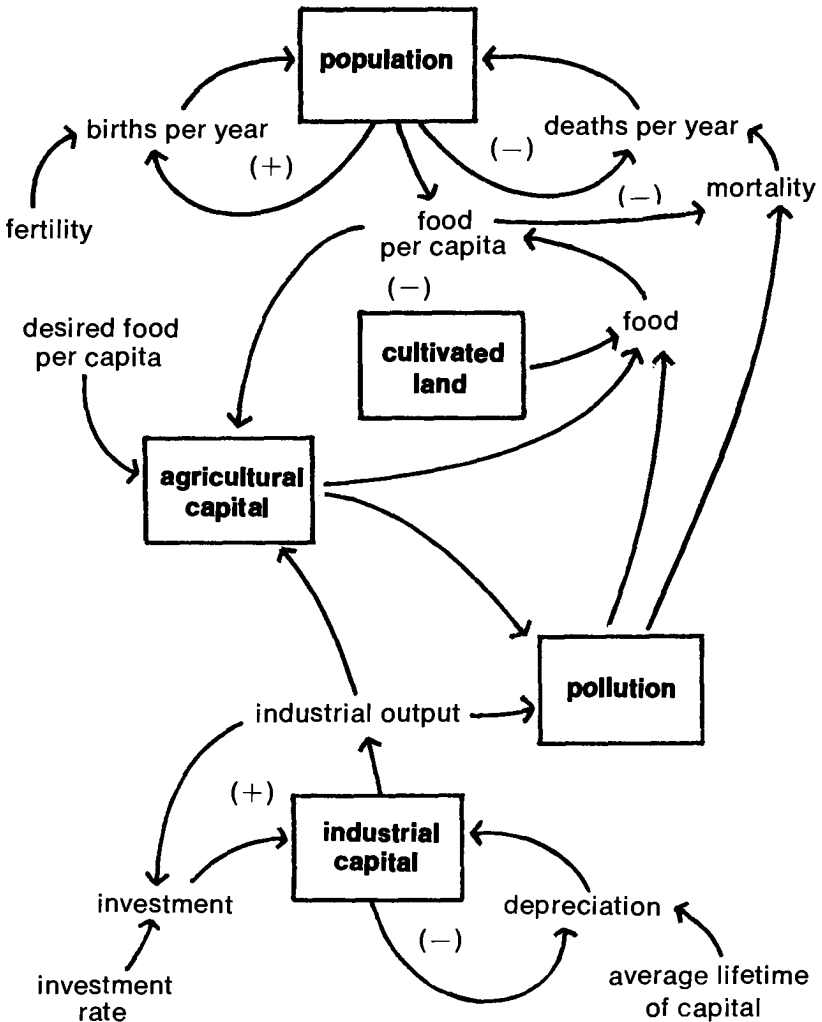 population
births per year
deaths per year
(+)
(−)
mortality
(−)
fertility
food
per capita
(−)
desired food
per capita
cultivated
land
food
agricultural
capital
pollution
industrial output
(+)
industrial
capital
investment
depreciation
(−)
investment
rate
average lifetime
of capital